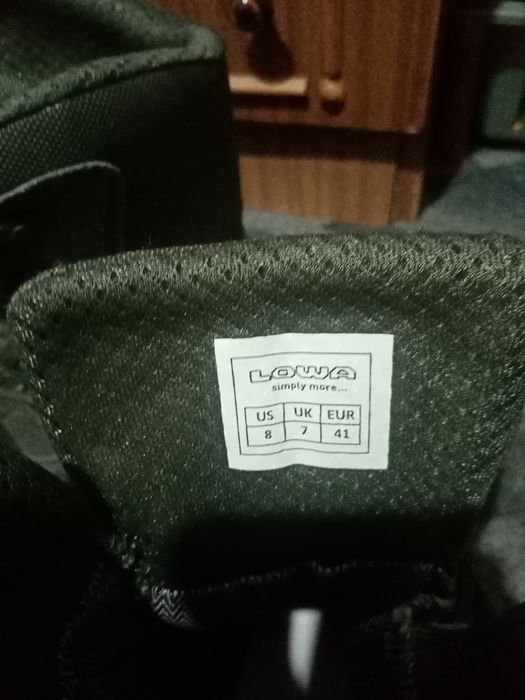 LOWA
simply more...
US UK EUR
8 7 41